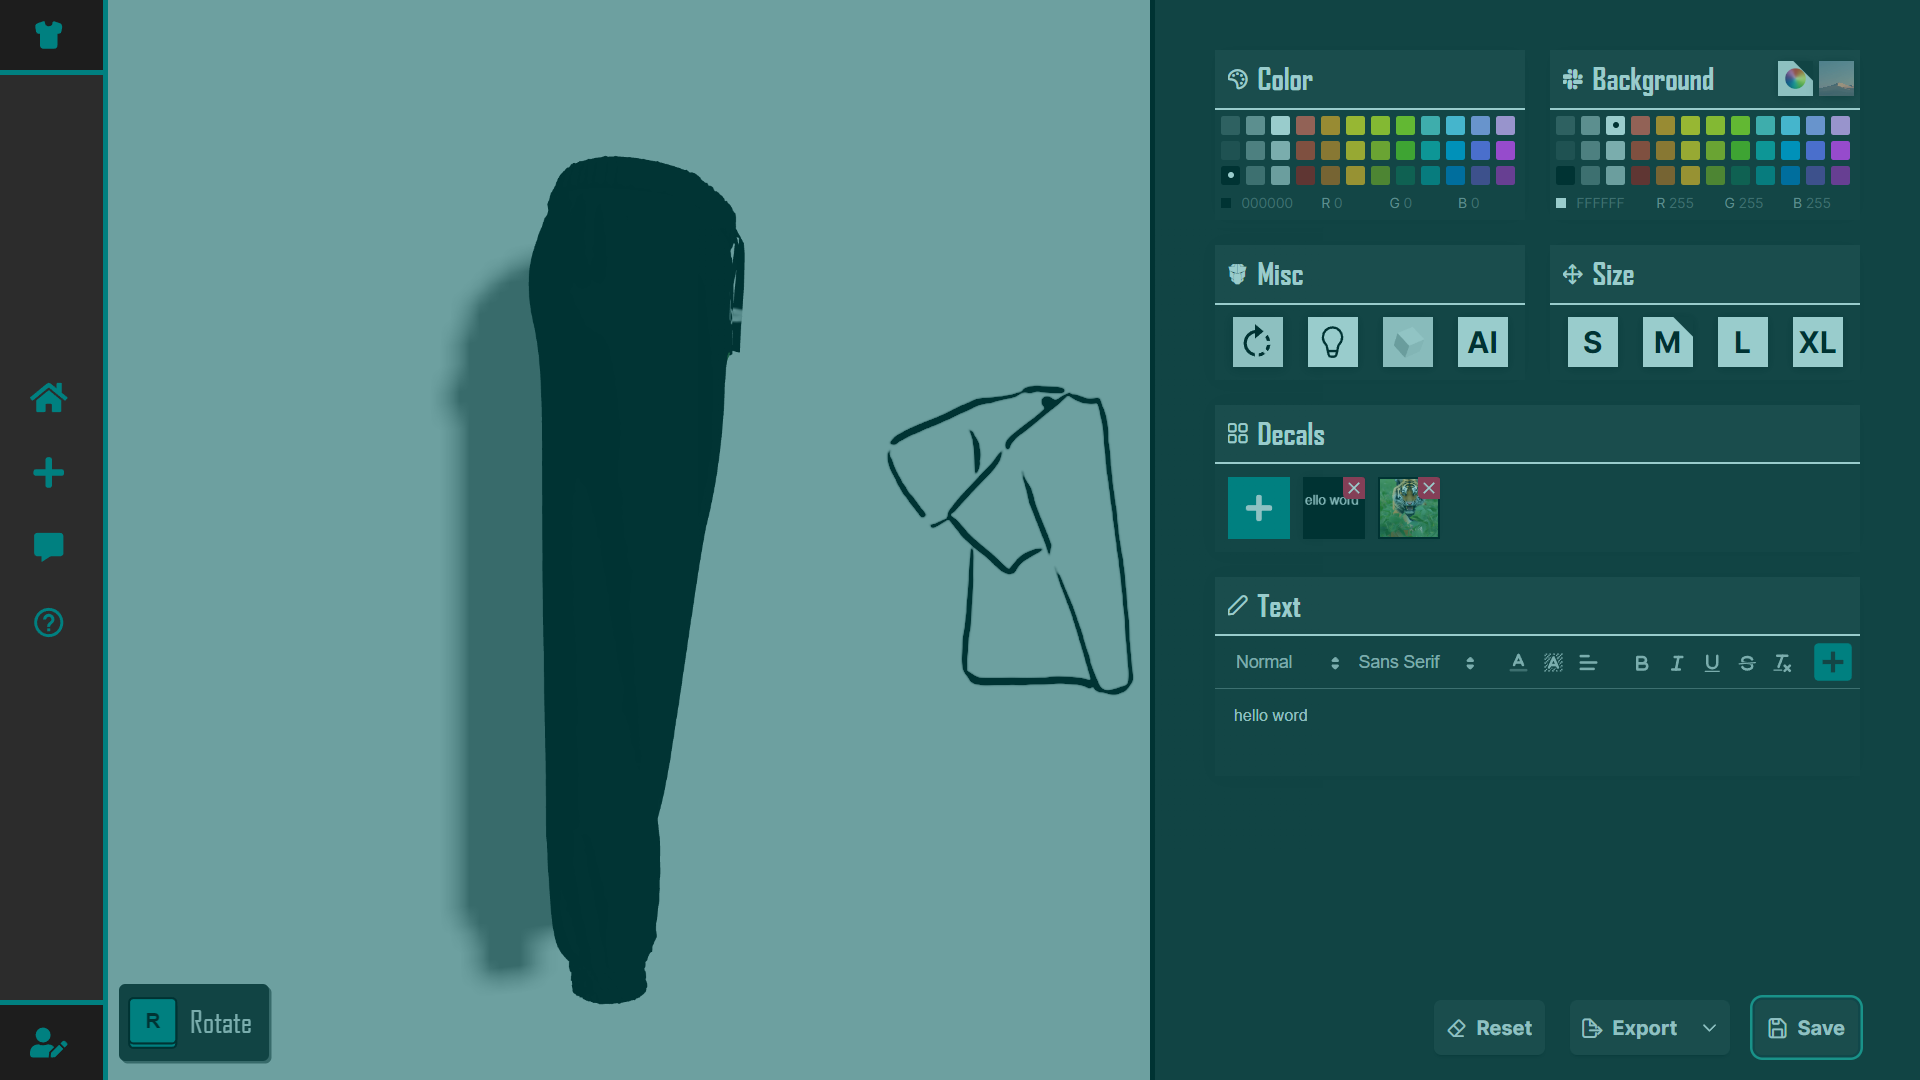 Color
Background
000000 R 0 G 0 B 0
FFFFFF R 255 G 255 B 255
Misc
Size
AI
S M L XL
Decals
ello word
Text
Normal Sans Serif A A B I U S Tx
hello word
R Rotate
Reset Export Save